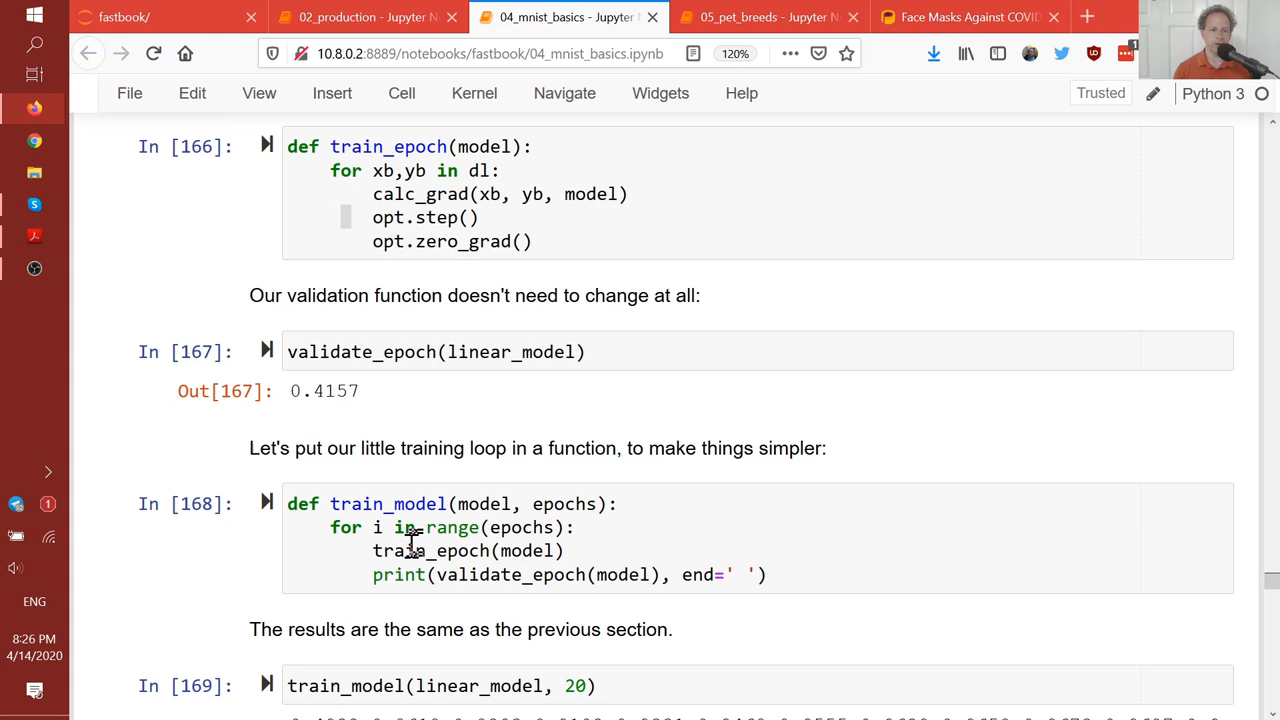 fastbook/
02_production - Jupyter N
04_mnist_basics - Jupyter
05_pet_breeds - Jupyter N
Face Masks Against COVID
10.8.0.2:8889/notebooks/fastbook/04_mnist_basics.ipynb
120%
1
File Edit View Insert Cell Kernel Navigate Widgets Help
Trusted
Python 3
In [166]:
def train_epoch(model):
for xb,yb in dl:
calc_grad(xb, yb, model)
opt.step()
opt.zero_grad()
Our validation function doesn't need to change at all:
In [167]:
validate_epoch(linear_model)
Out[167]:
0.4157
Let's put our little training loop in a function, to make things simpler:
In [168]:
def train_model(model, epochs):
for i in range(epochs):
train_epoch(model)
print(validate_epoch(model), end=' ')
The results are the same as the previous section.
In [169]:
train_model(linear_model, 20)
1
ENG
8:26 PM
4/14/2020